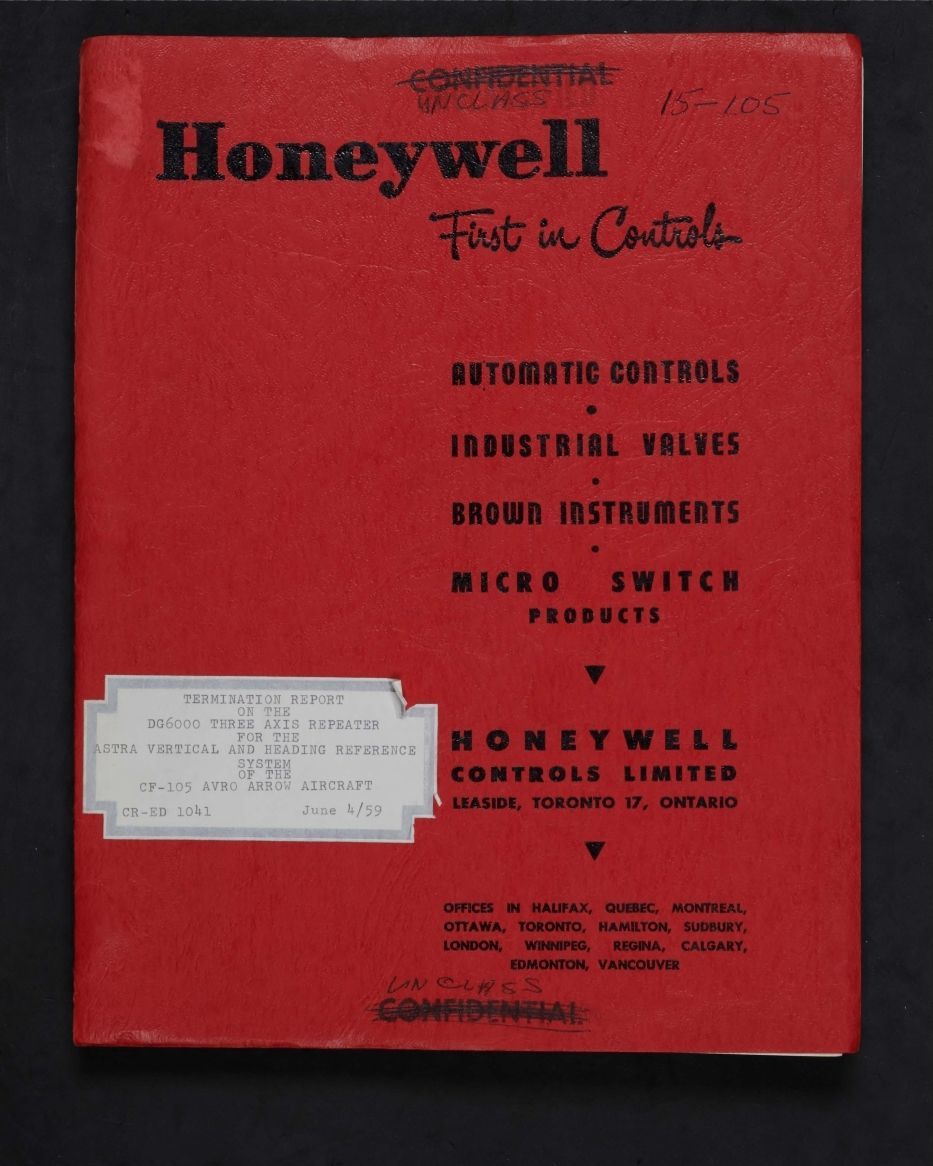 CONFIDENTIAL
UNCLASS
15-105
Honeywell
First in Controls
AUTOMATIC CONTROLS
•
INDUSTRIAL VALVES
•
BROWN INSTRUMENTS
•
MICRO SWITCH
PRODUCTS
TERMINATION REPORT
ON THE
DG6000 THREE AXIS REPEATER
FOR THE
ASTRA VERTICAL AND HEADING REFERENCE
SYSTEM
OF THE
CF-105 AVRO ARROW AIRCRAFT
CR-ED 1041 June 4/59
HONEYWELL
CONTROLS LIMITED
LEASIDE, TORONTO 17, ONTARIO
OFFICES IN HALIFAX, QUEBEC, MONTREAL,
OTTAWA, TORONTO, HAMILTON, SUDBURY,
LONDON, WINNIPEG, REGINA, CALGARY,
EDMONTON, VANCOUVER
UNCLASS
CONFIDENTIAL